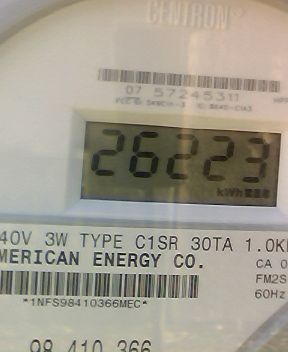 CENTRON
07 57245311
26223
kWh
40V 3W TYPE C1SR 30TA 1.0K
MERICAN ENERGY CO.
CA 0
FM2S
60Hz
*1NFS98410366MEC*
98 410 366